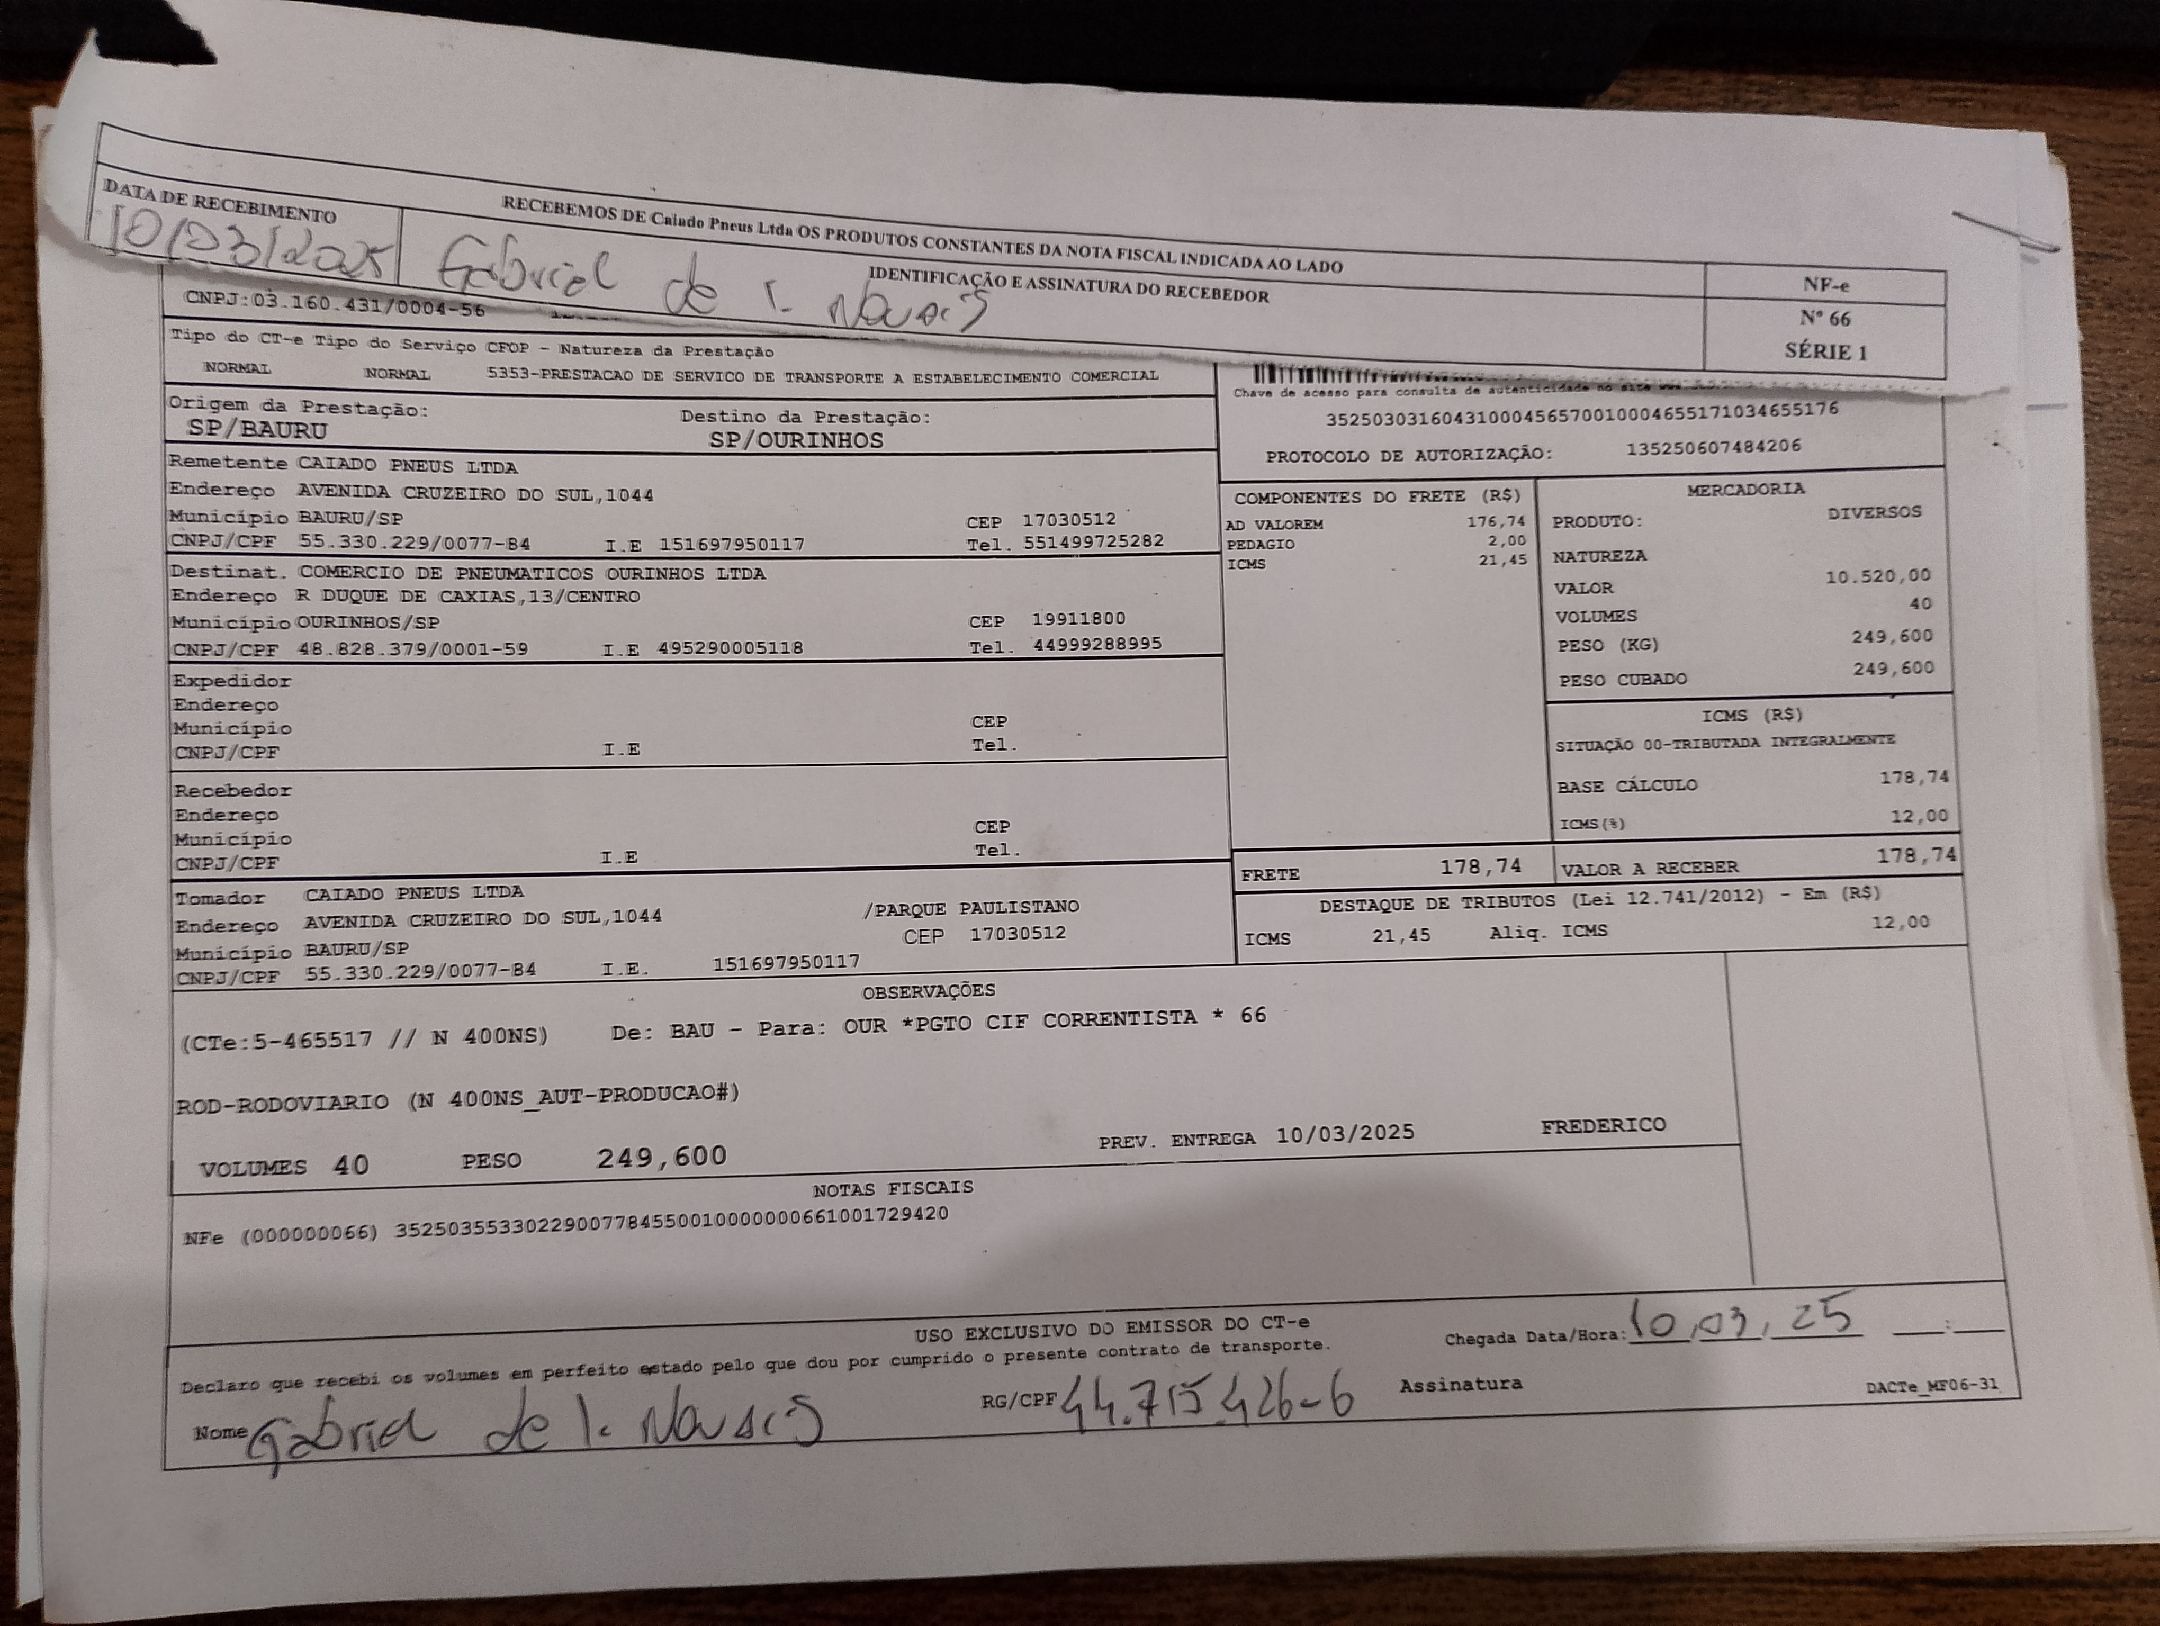 RECEBEMOS DE Caiado Pneus Ltda OS PRODUTOS CONSTANTES DA NOTA FISCAL INDICADA AO LADO
DATA DE RECEBIMENTO
10/03/2025
IDENTIFICAÇÃO E ASSINATURA DO RECEBEDOR
Gabriel de
NF-e
Nº 66
SÉRIE 1
CNPJ:03.160.431/0004-56
Tipo do CT-e Tipo do Serviço CFOP - Natureza da Prestação
NORMAL NORMAL 5353-PRESTACAO DE SERVICO DE TRANSPORTE A ESTABELECIMENTO COMERCIAL
Origem da Prestação: Destino da Prestação:
SP/BAURU SP/OURINHOS
Chave de acesso para consulta de autenticidade no site
35250303160431000456570010004655171034655176
PROTOCOLO DE AUTORIZAÇÃO: 135250607484206
Remetente CAIADO PNEUS LTDA
Endereço AVENIDA CRUZEIRO DO SUL,1044
Município BAURU/SP CEP 17030512
CNPJ/CPF 55.330.229/0077-84 I.E 151697950117 Tel. 551499725282
Destinat. COMERCIO DE PNEUMATICOS OURINHOS LTDA
Endereço R DUQUE DE CAXIAS,13/CENTRO
Município OURINHOS/SP CEP 19911800
CNPJ/CPF 48.828.379/0001-59 I.E 495290005118 Tel. 44999288995
Expedidor
Endereço
Município CEP
CNPJ/CPF I.E Tel.
Recebedor
Endereço
Município CEP
CNPJ/CPF I.E Tel.
Tomador CAIADO PNEUS LTDA
Endereço AVENIDA CRUZEIRO DO SUL,1044 /PARQUE PAULISTANO
Município BAURU/SP CEP 17030512
CNPJ/CPF 55.330.229/0077-84 I.E. 151697950117
COMPONENTES DO FRETE (R$)
AD VALOREM 176,74
PEDAGIO 2,00
ICMS 21,45
MERCADORIA
PRODUTO: DIVERSOS
NATUREZA
VALOR 10.520,00
VOLUMES 40
PESO (KG) 249,600
PESO CUBADO 249,600
ICMS (R$)
SITUAÇÃO 00-TRIBUTADA INTEGRALMENTE
BASE CÁLCULO 178,74
ICMS(%) 12,00
FRETE 178,74 VALOR A RECEBER 178,74
DESTAQUE DE TRIBUTOS (Lei 12.741/2012) - Em (R$)
ICMS 21,45 Aliq. ICMS 12,00
OBSERVAÇÕES
(CTe:5-465517 // N 400NS) De: BAU - Para: OUR *PGTO CIF CORRENTISTA * 66
ROD-RODOVIARIO (N 400NS_AUT-PRODUCAO#)
VOLUMES 40 PESO 249,600 PREV. ENTREGA 10/03/2025 FREDERICO
NOTAS FISCAIS
NFe (000000066) 35250355330229007784550010000000661001729420
USO EXCLUSIVO DO EMISSOR DO CT-e
Declaro que recebi os volumes em perfeito estado pelo que dou por cumprido o presente contrato de transporte.
Chegada Data/Hora: 10,03,25 :
Nome Gabriel de RG/CPF 44.715.426-6 Assinatura
DACTe_MF06-31